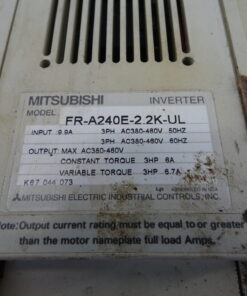 MITSUBISHI INVERTER
MODEL FR-A240E-2.2K-UL
INPUT :9.9A 3PH AC380-460V 50HZ
3PH AC380-460V 60HZ
OUTPUT: MAX AC380-460V
CONSTANT TORQUE 3HP 6A
VARIABLE TORQUE 3HP 6.7A
K67 044 073
ASSEMBLED IN USA
MITSUBISHI ELECTRIC INDUSTRIAL CONTROLS, INC.
Note: Output current rating must be equal to or greater
than the motor nameplate full load Amps.